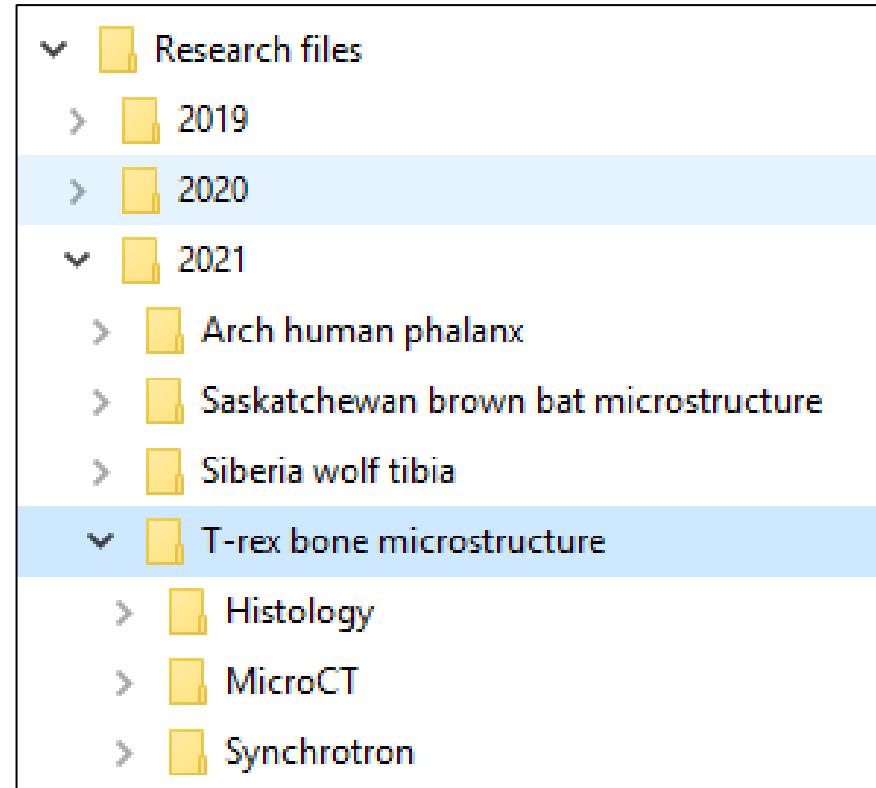 Research files
2019
2020
2021
Arch human phalanx
Saskatchewan brown bat microstructure
Siberia wolf tibia
T-rex bone microstructure
Histology
MicroCT
Synchrotron